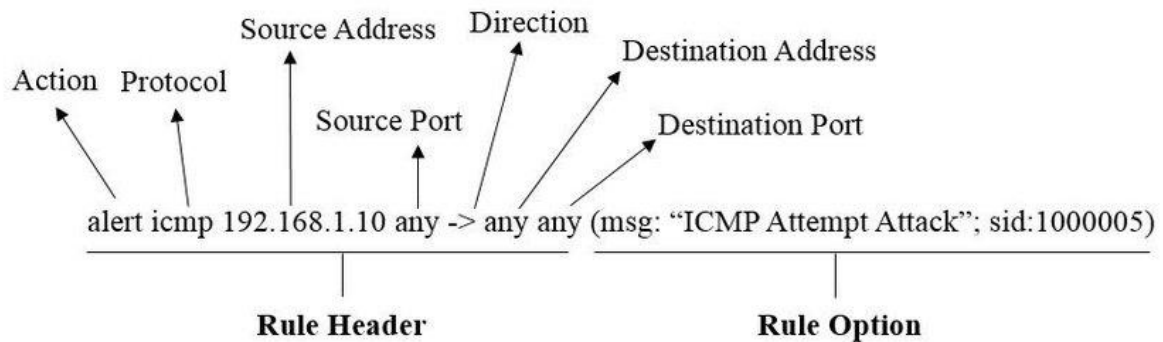 Source Address
Direction
Destination Address
Action
Protocol
Source Port
Destination Port
alert icmp 192.168.1.10 any -> any any (msg: “ICMP Attempt Attack”; sid:1000005)
Rule Header
Rule Option